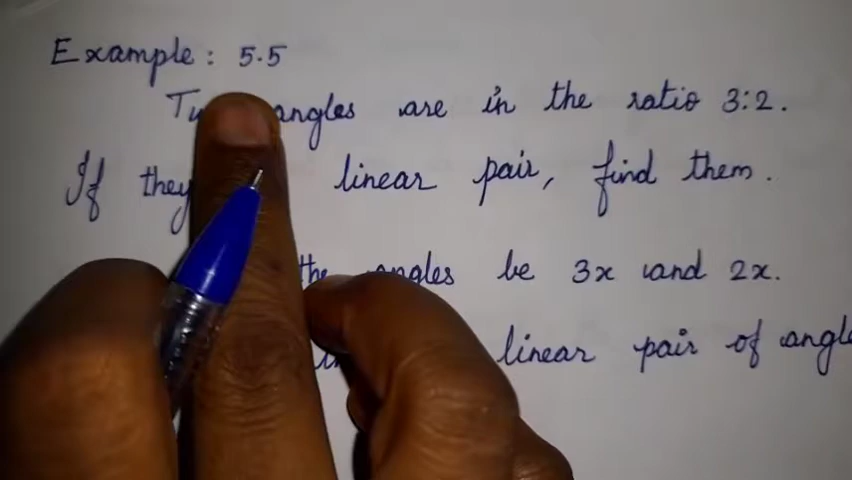 Example: 5.5
angles are in the ratio 3:2.
If they linear pair, find them.
the angles be 3x and 2x.
linear pair of angle